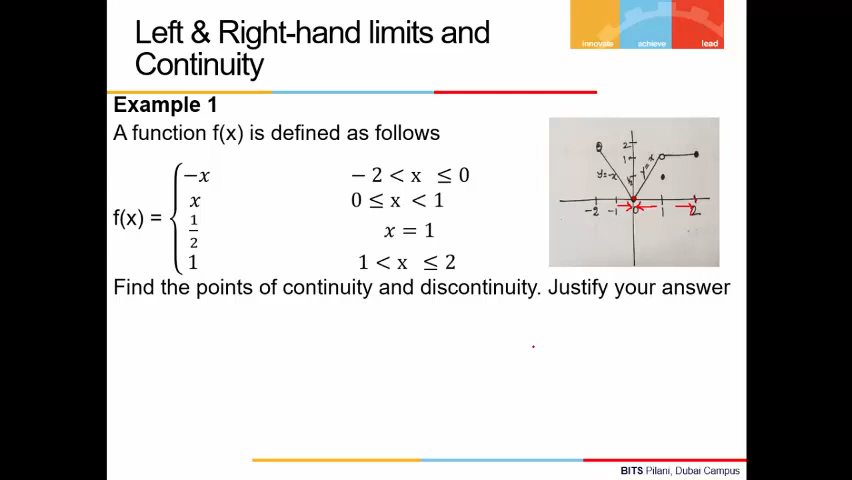 Left & Right-hand limits and
Continuity
innovate achieve lead
Example 1
A function f(x) is defined as follows
f(x) =
−x − 2 < x ≤ 0
x 0 ≤ x < 1
1/2 x = 1
1 1 < x ≤ 2
2
1
y=-x
y=x
-2 -1 0 1 2
Find the points of continuity and discontinuity. Justify your answer
BITS Pilani, Dubai Campus